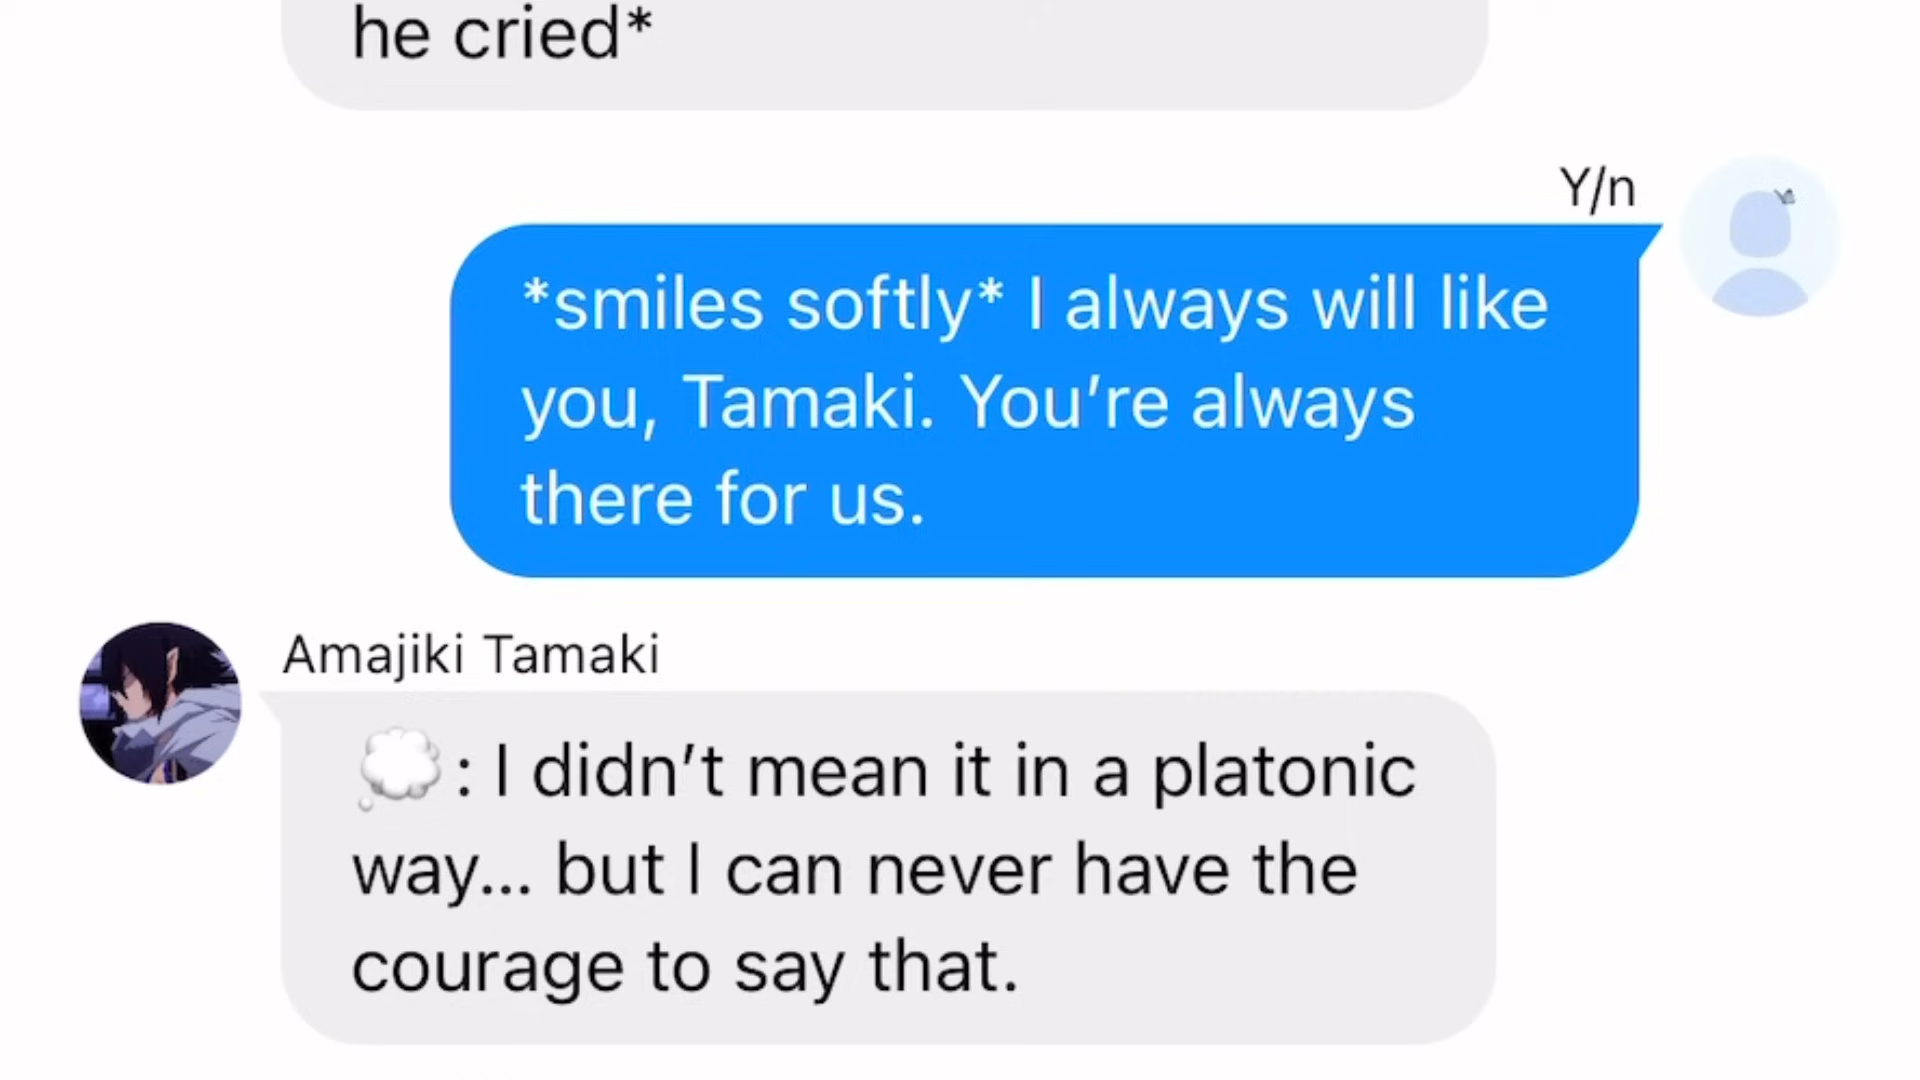 he cried*
Y/n
*smiles softly* I always will like
you, Tamaki. You’re always
there for us.
Amajiki Tamaki
💭: I didn’t mean it in a platonic
way... but I can never have the
courage to say that.